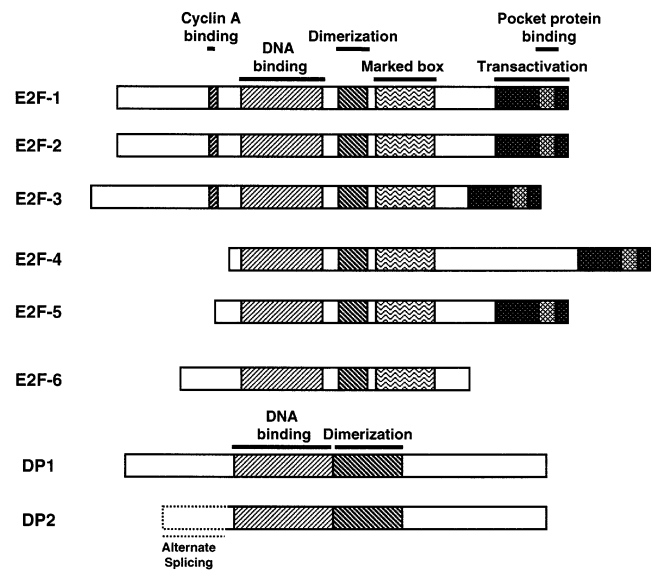 Cyclin A
binding
DNA
binding
Dimerization
Marked box
Pocket protein
binding
Transactivation
E2F-1
E2F-2
E2F-3
E2F-4
E2F-5
E2F-6
DNA
binding
Dimerization
DP1
DP2
Alternate
Splicing